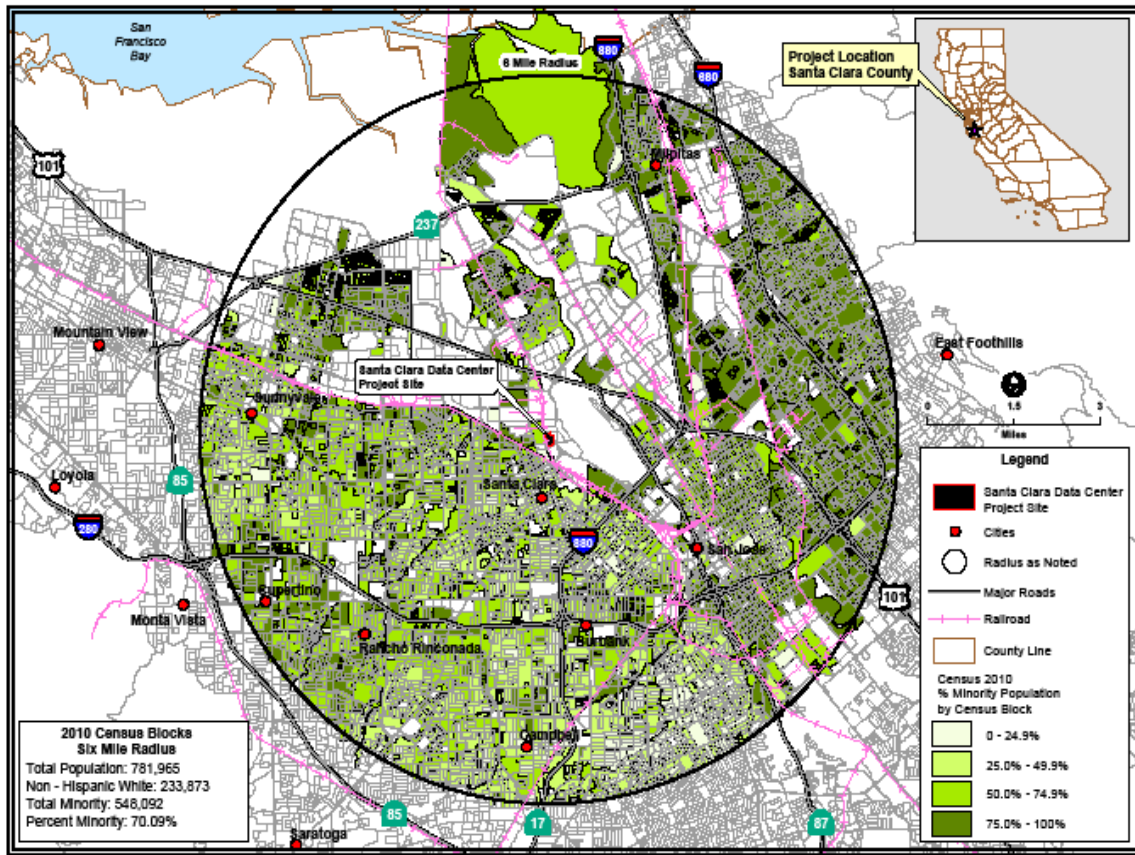 San
Francisco
Bay
6 Mile Radius
880
680
Project Location
Santa Clara County
101
Milpitas
237
Mountain View
East Foothills
Santa Clara Data Center
Project Site
0
1.5
3
Miles
Sunnyvale
Loyola
85
280
Santa Clara
880
San Jose
Cupertino
Monta Vista
Rancho Rinconada
Burbank
101
Campbell
85
17
87
Saratoga
Legend
Santa Clara Data Center
Project Site
Cities
Radius as Noted
Major Roads
Railroad
County Line
Census 2010
% Minority Population
by Census Block
0 - 24.9%
25.0% - 49.9%
50.0% - 74.9%
75.0% - 100%
2010 Census Blocks
Six Mile Radius
Total Population: 781,965
Non - Hispanic White: 233,873
Total Minority: 548,092
Percent Minority: 70.09%